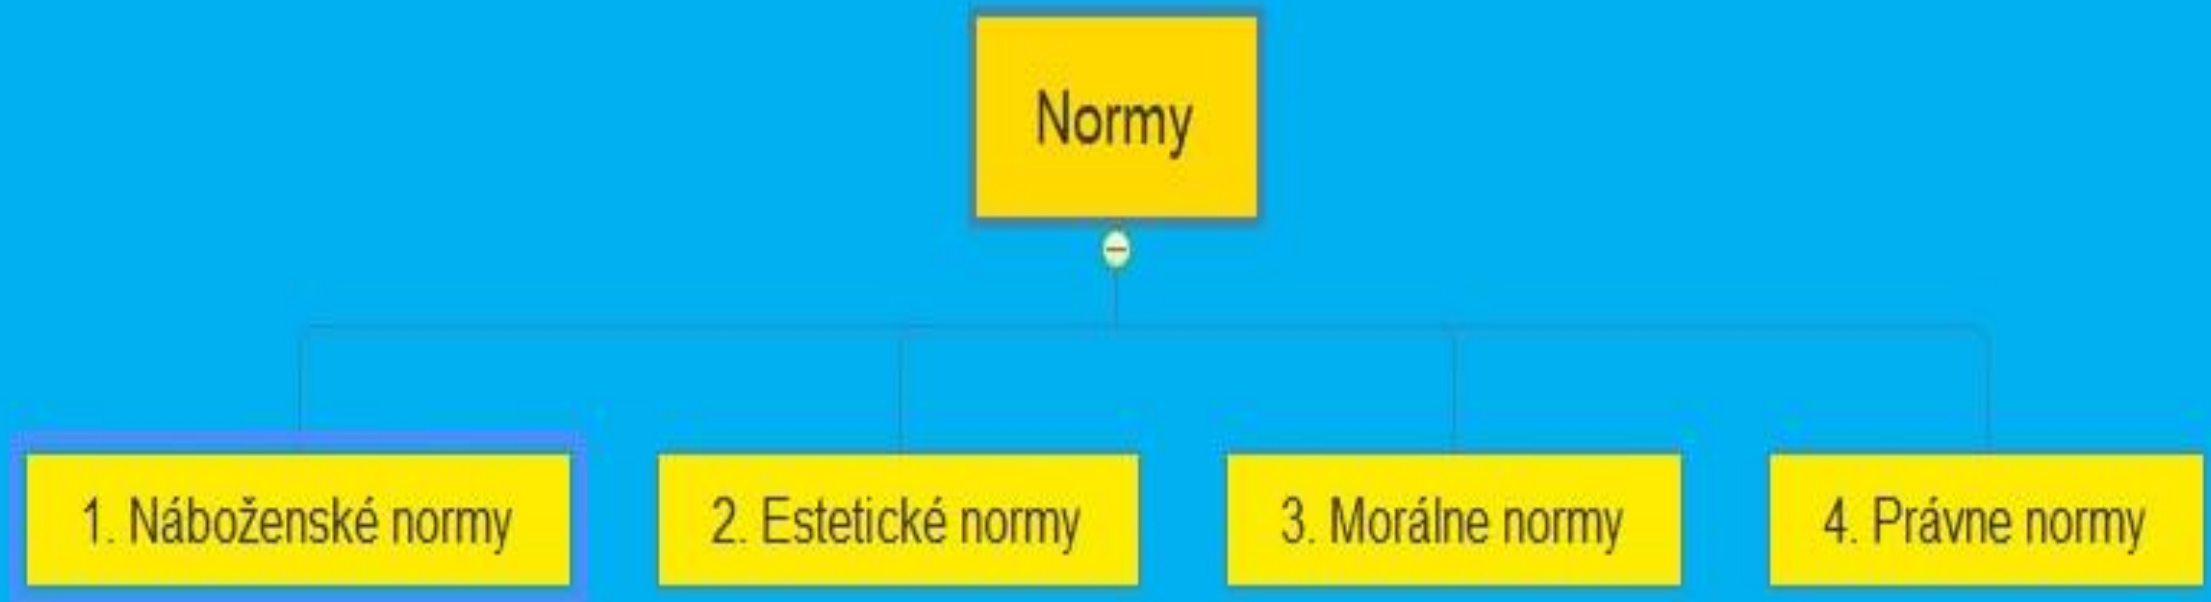 Normy
1. Náboženské normy
2. Estetické normy
3. Morálne normy
4. Právne normy